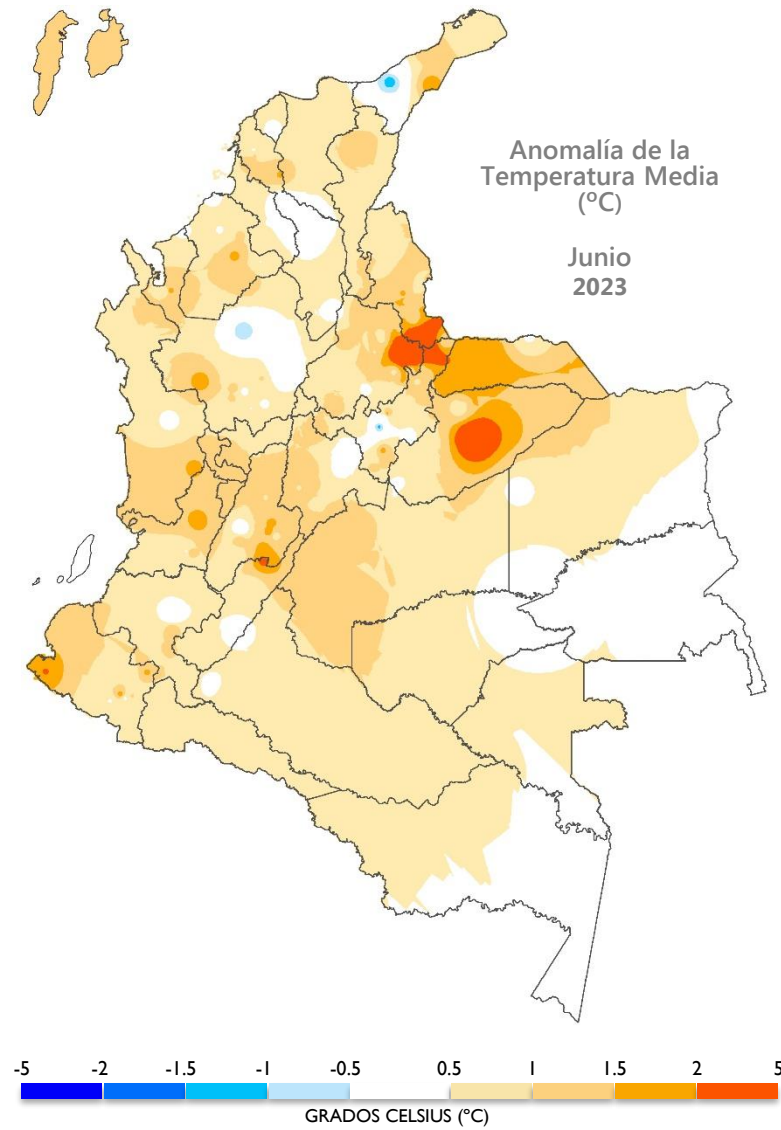 Anomalía de la
Temperatura Media
(ºC)
Junio
2023
-5 -2 -1.5 -1 -0.5 0.5 1 1.5 2 5
GRADOS CELSIUS (ºC)